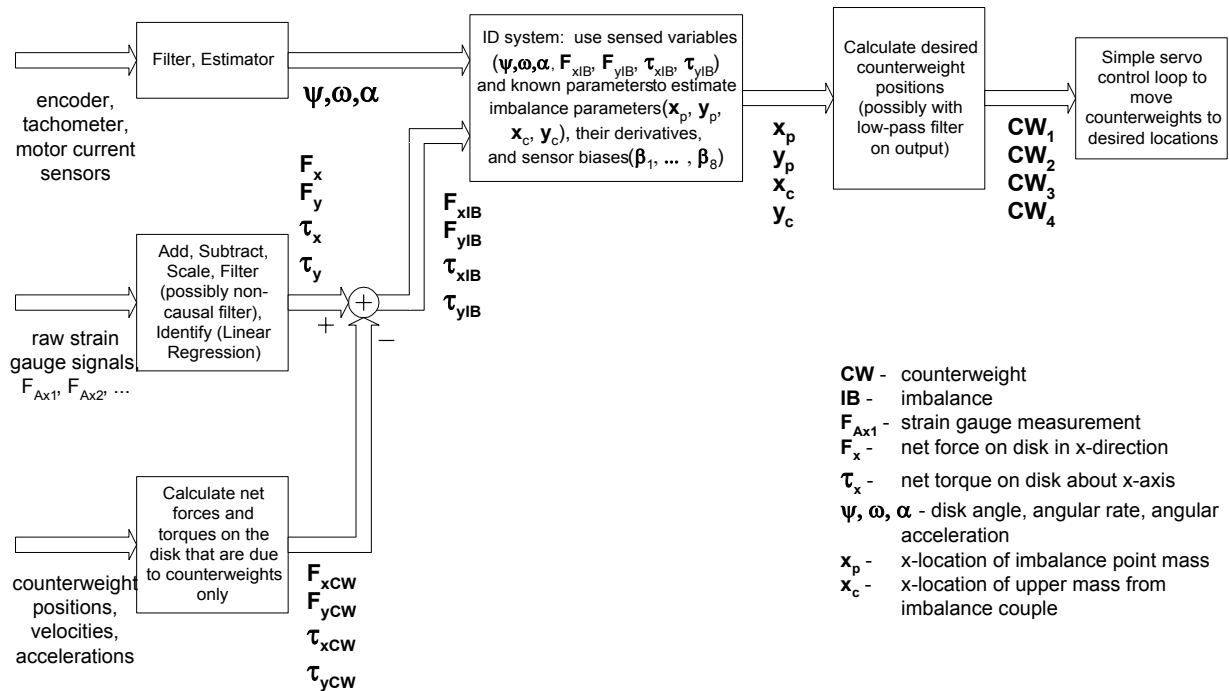 Filter, Estimator
encoder,
tachometer,
motor current
sensors
ψ,ω,α
ID system: use sensed variables
(ψ,ω,α, F_xIB, F_yIB, τ_xIB, τ_yIB)
and known parametersto estimate
imbalance parameters(x_p, y_p,
x_c, y_c), their derivatives,
and sensor biases(β_1, ... , β_8)
x_p
y_p
x_c
y_c
Calculate desired
counterweight
positions
(possibly with
low-pass filter
on output)
CW_1
CW_2
CW_3
CW_4
Simple servo
control loop to
move
counterweights to
desired locations
F_x
F_y
τ_x
τ_y
Add, Subtract,
Scale, Filter
(possibly non-
causal filter),
Identify (Linear
Regression)
raw strain
gauge signals,
F_Ax1, F_Ax2, ...
+
+
−
F_xIB
F_yIB
τ_xIB
τ_yIB
Calculate net
forces and
torques on the
disk that are due
to counterweights
only
counterweight
positions,
velocities,
accelerations
F_xCW
F_yCW
τ_xCW
τ_yCW
CW - counterweight
IB - imbalance
F_Ax1 - strain gauge measurement
F_x - net force on disk in x-direction
τ_x - net torque on disk about x-axis
ψ, ω, α - disk angle, angular rate, angular
acceleration
x_p - x-location of imbalance point mass
x_c - x-location of upper mass from
imbalance couple